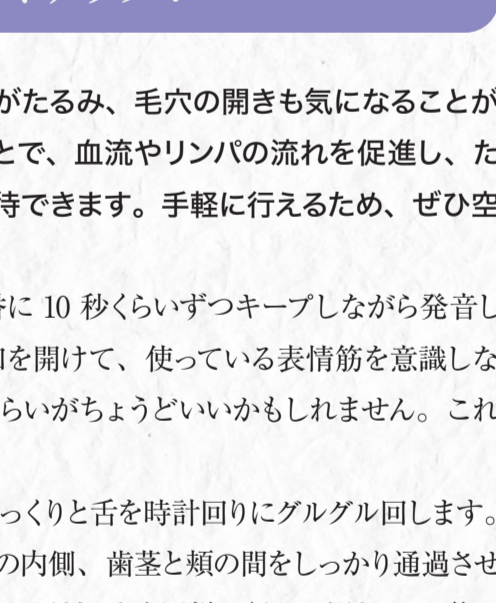 がたるみ、毛穴の開きも気になることが
とで、血流やリンパの流れを促進し、た
待できます。手軽に行えるため、ぜひ空
に 10 秒くらいずつキープしながら発音し
を開けて、使っている表情筋を意識しな
らいがちょうどいいかもしれません。これ
っくりと舌を時計回りにグルグル回します。
の内側、歯茎と頬の間をしっかり通過させ